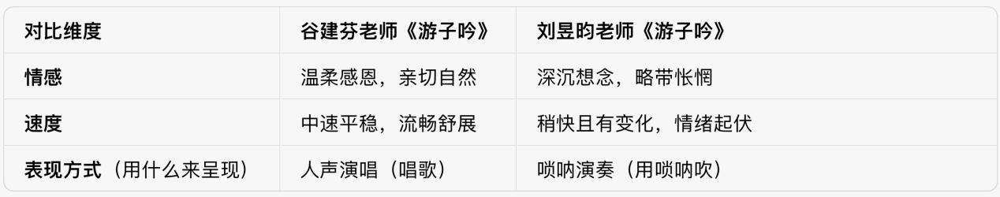 对比维度 谷建芬老师《游子吟》 刘昱昀老师《游子吟》
情感 温柔感恩，亲切自然 深沉想念，略带怅惘
速度 中速平稳，流畅舒展 稍快且有变化，情绪起伏
表现方式（用什么来呈现） 人声演唱（唱歌） 唢呐演奏（用唢呐吹）